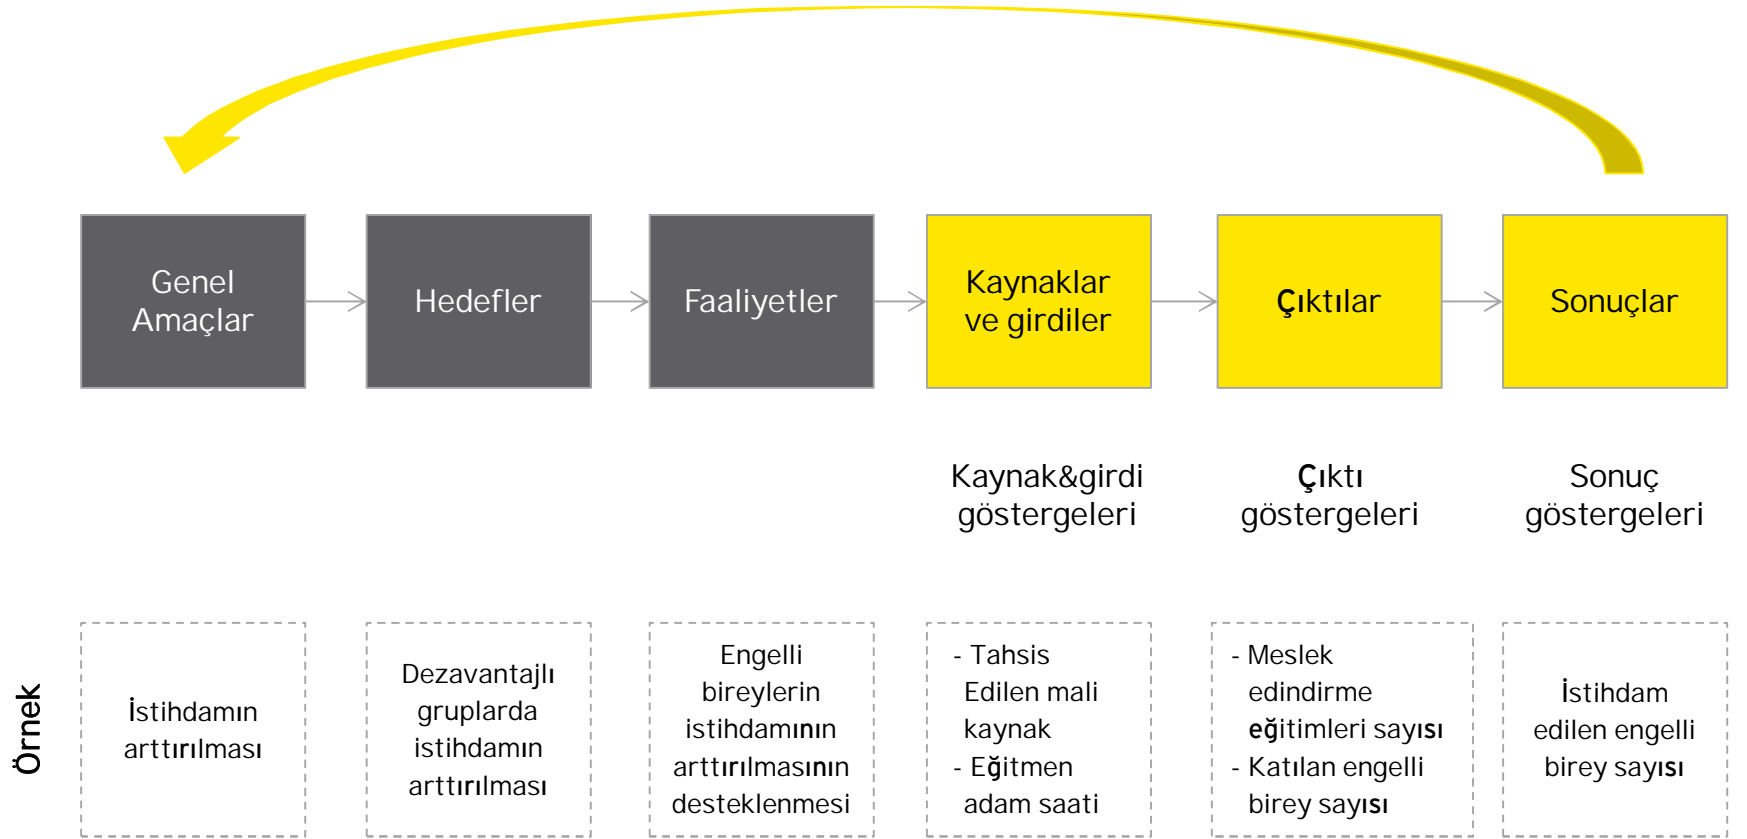 Genel
Amaçlar
Hedefler
Faaliyetler
Kaynaklar
ve girdiler
Çıktılar
Sonuçlar
Kaynak&girdi
göstergeleri
Çıktı
göstergeleri
Sonuç
göstergeleri
Örnek
İstihdamın
arttırılması
Dezavantajlı
gruplarda
istihdamın
arttırılması
Engelli
bireylerin
istihdamının
arttırılmasının
desteklenmesi
- Tahsis
Edilen mali
kaynak
- Eğitmen
adam saati
- Meslek
edindirme
eğitimleri sayısı
- Katılan engelli
birey sayısı
İstihdam
edilen engelli
birey sayısı